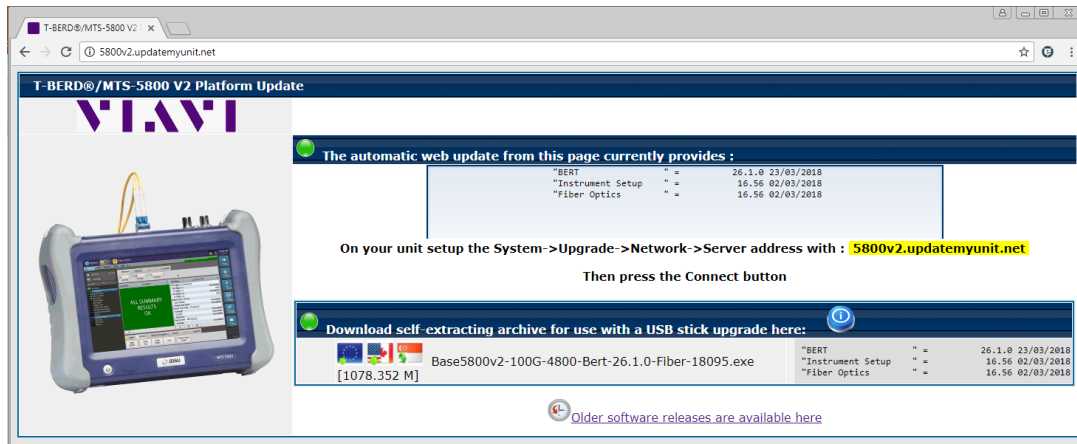 T-BERD®/MTS-5800 V2
5800v2.updatemyunit.net
T-BERD®/MTS-5800 V2 Platform Update
VIAVI
The automatic web update from this page currently provides :
"BERT " = 26.1.0 23/03/2018
"Instrument Setup " = 16.56 02/03/2018
"Fiber Optics " = 16.56 02/03/2018
On your unit setup the System->Upgrade->Network->Server address with : 5800v2.updatemyunit.net
Then press the Connect button
ALL SUMMARY
RESULTS
OK
JDSU
Download self-extracting archive for use with a USB stick upgrade here:
Base5800v2-100G-4800-Bert-26.1.0-Fiber-18095.exe
[1078.352 M]
"BERT " = 26.1.0 23/03/2018
"Instrument Setup " = 16.56 02/03/2018
"Fiber Optics " = 16.56 02/03/2018
Older software releases are available here